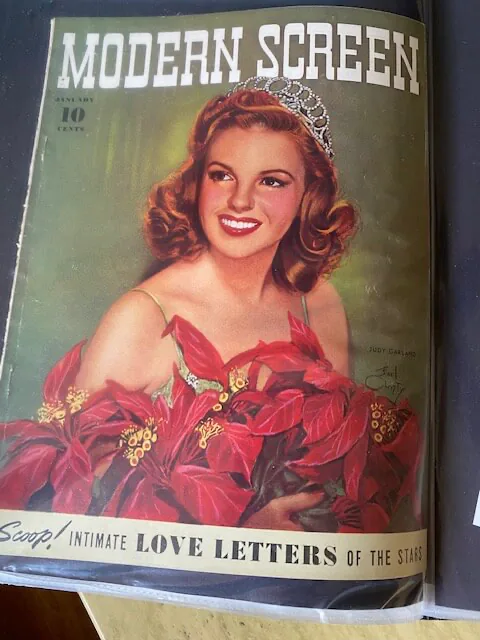 MODERN SCREEN
JANUARY
10
CENTS
JUDY GARLAND
Scoop! INTIMATE LOVE LETTERS OF THE STARS